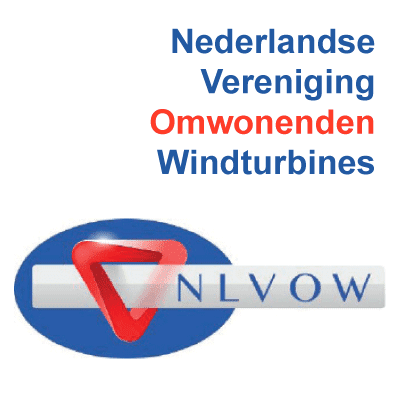 Nederlandse
Vereniging
Omwonenden
Windturbines
NLVOW